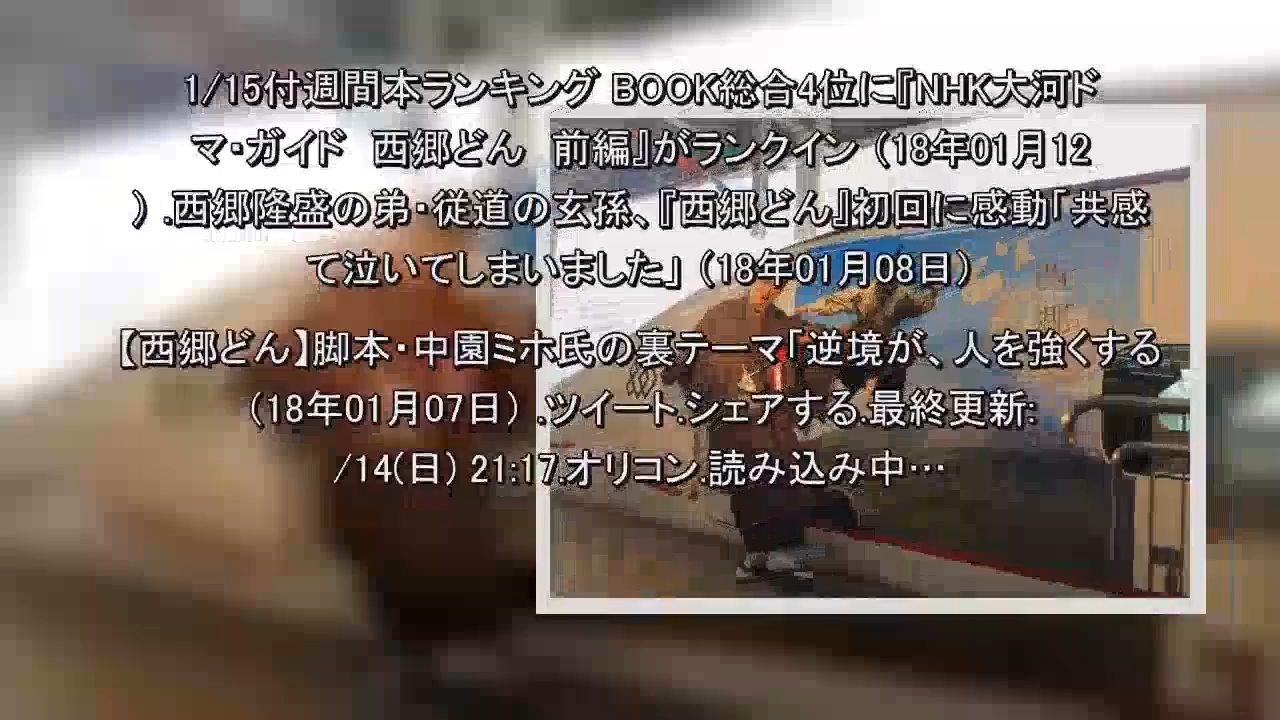 1/15付週間本ランキング BOOK総合4位に『NHK大河ド
マ・ガイド　西郷どん　前編』がランクイン（18年01月12
）.西郷隆盛の弟・従道の玄孫、『西郷どん』初回に感動「共感
て泣いてしまいました」（18年01月08日）
【西郷どん】脚本・中園ミホ氏の裏テーマ「逆境が、人を強くする
（18年01月07日）.ツイート.シェアする.最終更新:
/14(日) 21:17.オリコン.読み込み中…